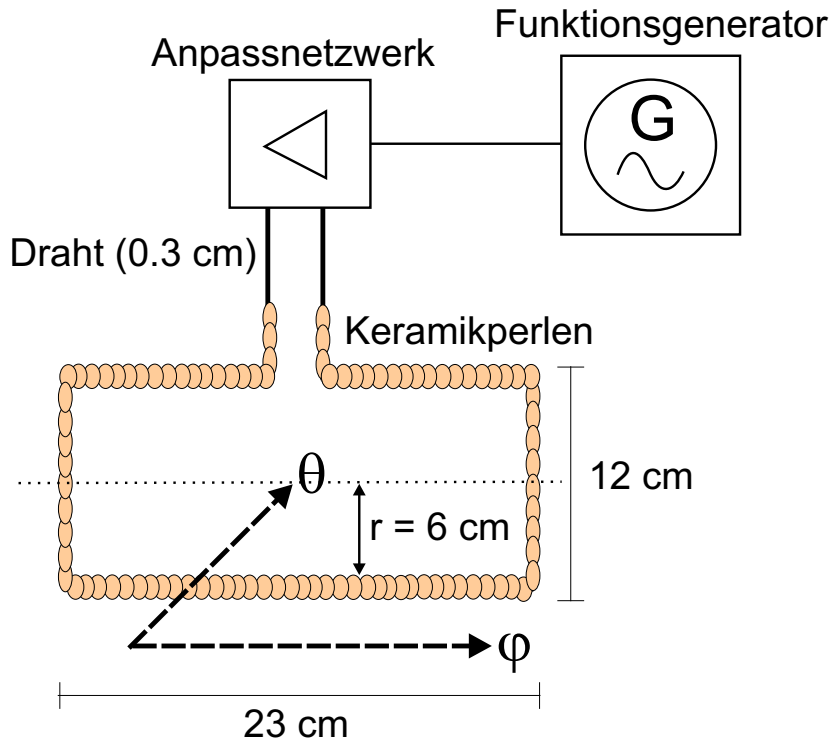 Funktionsgenerator
Anpassnetzwerk
G
Draht (0.3 cm)
Keramikperlen
θ
12 cm
r = 6 cm
φ
23 cm